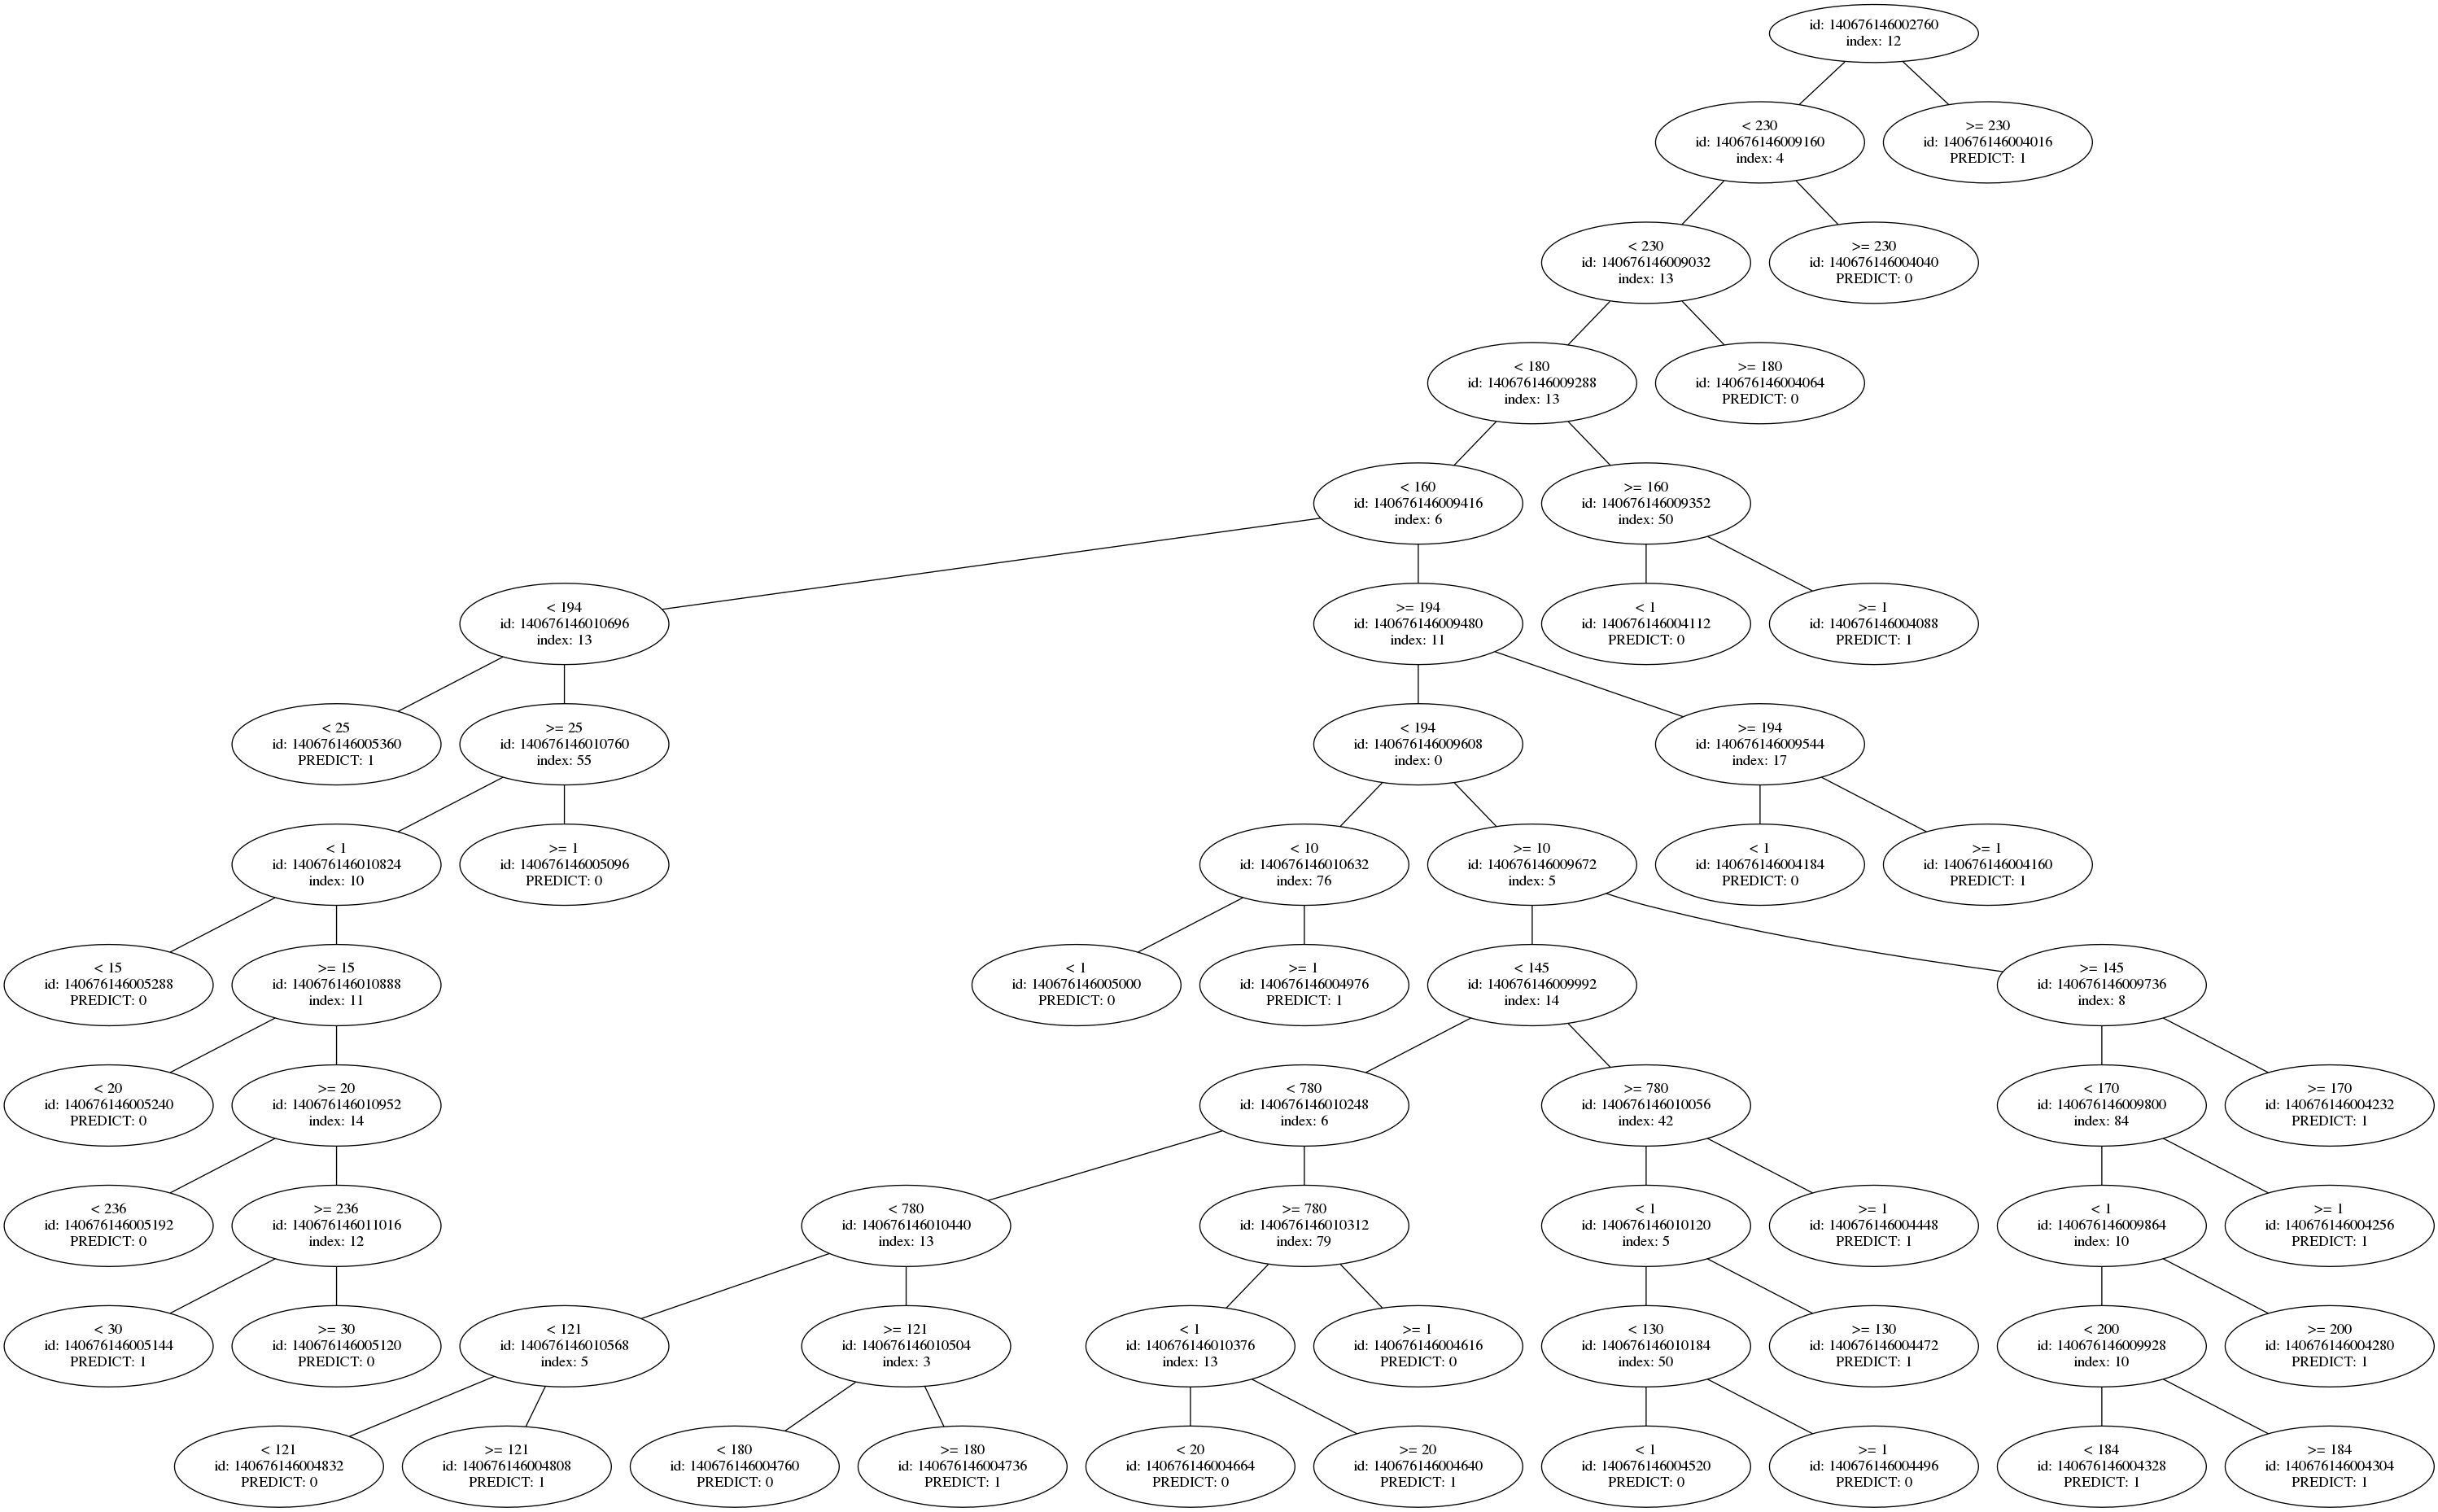 id: 140676146002760
index: 12
< 230
id: 140676146009160
index: 4
>= 230
id: 140676146004016
PREDICT: 1
< 230
id: 140676146009032
index: 13
>= 230
id: 140676146004040
PREDICT: 0
< 180
id: 140676146009288
index: 13
>= 180
id: 140676146004064
PREDICT: 0
< 160
id: 140676146009416
index: 6
>= 160
id: 140676146009352
index: 50
< 194
id: 140676146010696
index: 13
>= 194
id: 140676146009480
index: 11
< 1
id: 140676146004112
PREDICT: 0
>= 1
id: 140676146004088
PREDICT: 1
< 25
id: 140676146005360
PREDICT: 1
>= 25
id: 140676146010760
index: 55
< 194
id: 140676146009608
index: 0
>= 194
id: 140676146009544
index: 17
< 1
id: 140676146010824
index: 10
>= 1
id: 140676146005096
PREDICT: 0
< 10
id: 140676146010632
index: 76
>= 10
id: 140676146009672
index: 5
< 1
id: 140676146004184
PREDICT: 0
>= 1
id: 140676146004160
PREDICT: 1
< 15
id: 140676146005288
PREDICT: 0
>= 15
id: 140676146010888
index: 11
< 1
id: 140676146005000
PREDICT: 0
>= 1
id: 140676146004976
PREDICT: 1
< 145
id: 140676146009992
index: 14
>= 145
id: 140676146009736
index: 8
< 20
id: 140676146005240
PREDICT: 0
>= 20
id: 140676146010952
index: 14
< 780
id: 140676146010248
index: 6
>= 780
id: 140676146010056
index: 42
< 170
id: 140676146009800
index: 84
>= 170
id: 140676146004232
PREDICT: 1
< 236
id: 140676146005192
PREDICT: 0
>= 236
id: 140676146011016
index: 12
< 780
id: 140676146010440
index: 13
>= 780
id: 140676146010312
index: 79
< 1
id: 140676146010120
index: 5
>= 1
id: 140676146004448
PREDICT: 1
< 1
id: 140676146009864
index: 10
>= 1
id: 140676146004256
PREDICT: 1
< 30
id: 140676146005144
PREDICT: 1
>= 30
id: 140676146005120
PREDICT: 0
< 121
id: 140676146010568
index: 5
>= 121
id: 140676146010504
index: 3
< 1
id: 140676146010376
index: 13
>= 1
id: 140676146004616
PREDICT: 0
< 130
id: 140676146010184
index: 50
>= 130
id: 140676146004472
PREDICT: 1
< 200
id: 140676146009928
index: 10
>= 200
id: 140676146004280
PREDICT: 1
< 121
id: 140676146004832
PREDICT: 0
>= 121
id: 140676146004808
PREDICT: 1
< 180
id: 140676146004760
PREDICT: 0
>= 180
id: 140676146004736
PREDICT: 1
< 20
id: 140676146004664
PREDICT: 0
>= 20
id: 140676146004640
PREDICT: 1
< 1
id: 140676146004520
PREDICT: 0
>= 1
id: 140676146004496
PREDICT: 0
< 184
id: 140676146004328
PREDICT: 1
>= 184
id: 140676146004304
PREDICT: 1